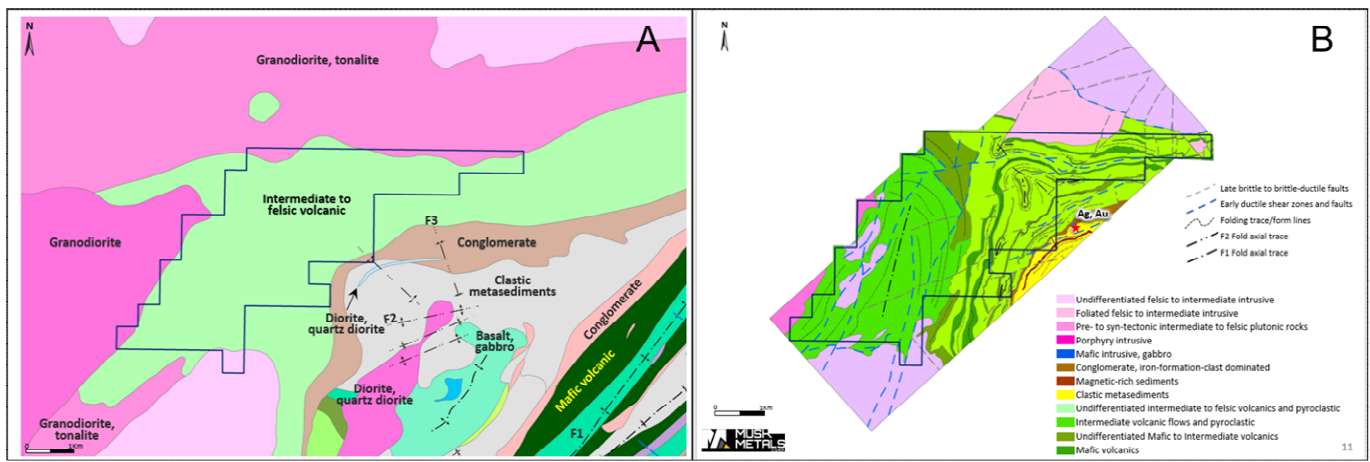 N
A
Granodiorite, tonalite
Intermediate to
felsic volcanic
Granodiorite
F3
Conglomerate
Clastic
metasediments
Diorite,
quartz diorite
F2
Basalt,
gabbro
Conglomerate
Mafic volcanic
Diorite,
quartz diorite
F1
Granodiorite,
tonalite
0 1Km
N
B
Ag, Au
Late brittle to brittle-ductile faults
Early ductile shear zones and faults
Folding trace/form lines
F2 Fold axial trace
F1 Fold axial trace
Undifferentiated felsic to intermediate intrusive
Foliated felsic to intermediate intrusive
Pre- to syn-tectonic intermediate to felsic plutonic rocks
Porphyry intrusive
Mafic intrusive, gabbro
Conglomerate, iron-formation-clast dominated
Magnetic-rich sediments
Clastic metasediments
Undifferentiated intermediate to felsic volcanics and pyroclastic
Intermediate volcanic flows and pyroclastic
Undifferentiated Mafic to Intermediate volcanics
Mafic volcanics
0 1Km
MUSK
METALS
11